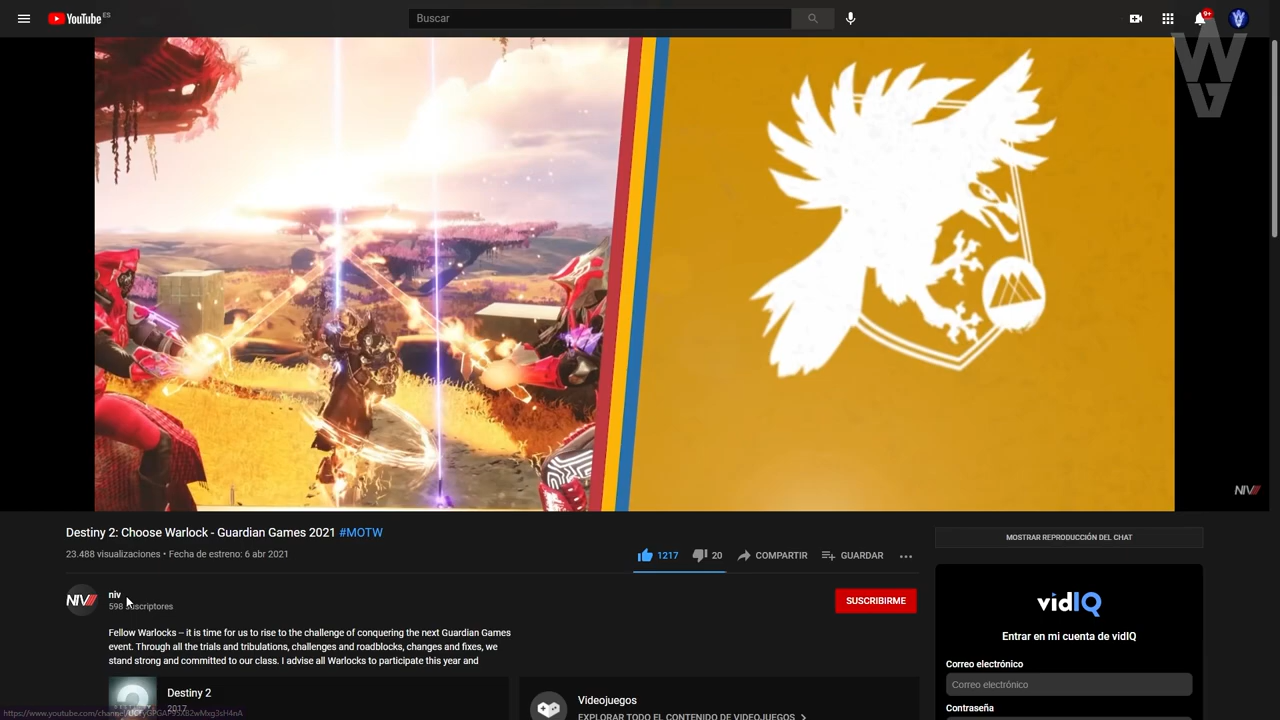 YouTube ES
Buscar
9+
NIV
Destiny 2: Choose Warlock - Guardian Games 2021 #MOTW
23.488 visualizaciones • Fecha de estreno: 6 abr 2021
1217
20
COMPARTIR
GUARDAR
MOSTRAR REPRODUCCIÓN DEL CHAT
NIV
niv
598 suscriptores
SUSCRIBIRME
Fellow Warlocks – it is time for us to rise to the challenge of conquering the next Guardian Games
event. Through all the trials and tribulations, challenges and roadblocks, changes and fixes, we
stand strong and committed to our class. I advise all Warlocks to participate this year and
Destiny 2
2017
Videojuegos
EXPLORAR TODO EL CONTENIDO DE VIDEOJUEGOS
vidIQ
Entrar en mi cuenta de vidIQ
Correo electrónico
Correo electrónico
Contraseña